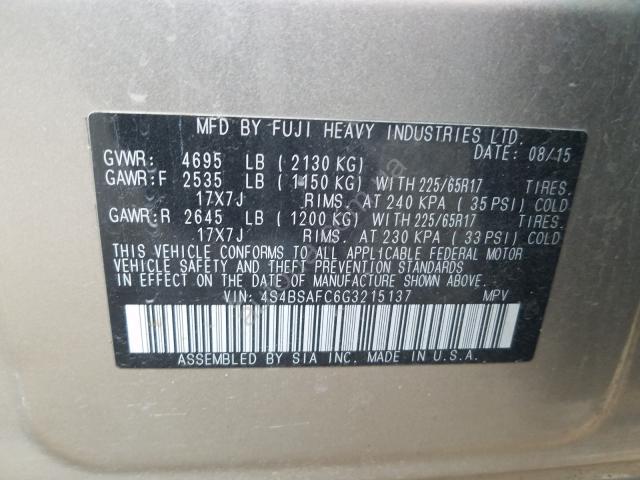 MFD BY FUJI HEAVY INDUSTRIES LTD.
DATE: 08/15
GVWR: 4695 LB (2130 KG)
GAWR:F 2535 LB (1150 KG) WITH 225/65R17 TIRES.
17X7J RIMS. AT 240 KPA (35 PSI) COLD
GAWR:R 2645 LB (1200 KG) WITH 225/65R17 TIRES.
17X7J RIMS. AT 230 KPA (33 PSI) COLD
THIS VEHICLE CONFORMS TO ALL APPLICABLE FEDERAL MOTOR
VEHICLE SAFETY AND THEFT PREVENTION STANDARDS
IN EFFECT ON THE DATE OF MANUFACTURE SHOWN ABOVE.
VIN: 4S4BSAFC6G3215137 MPV
ASSEMBLED BY SIA INC. MADE IN U.S.A.